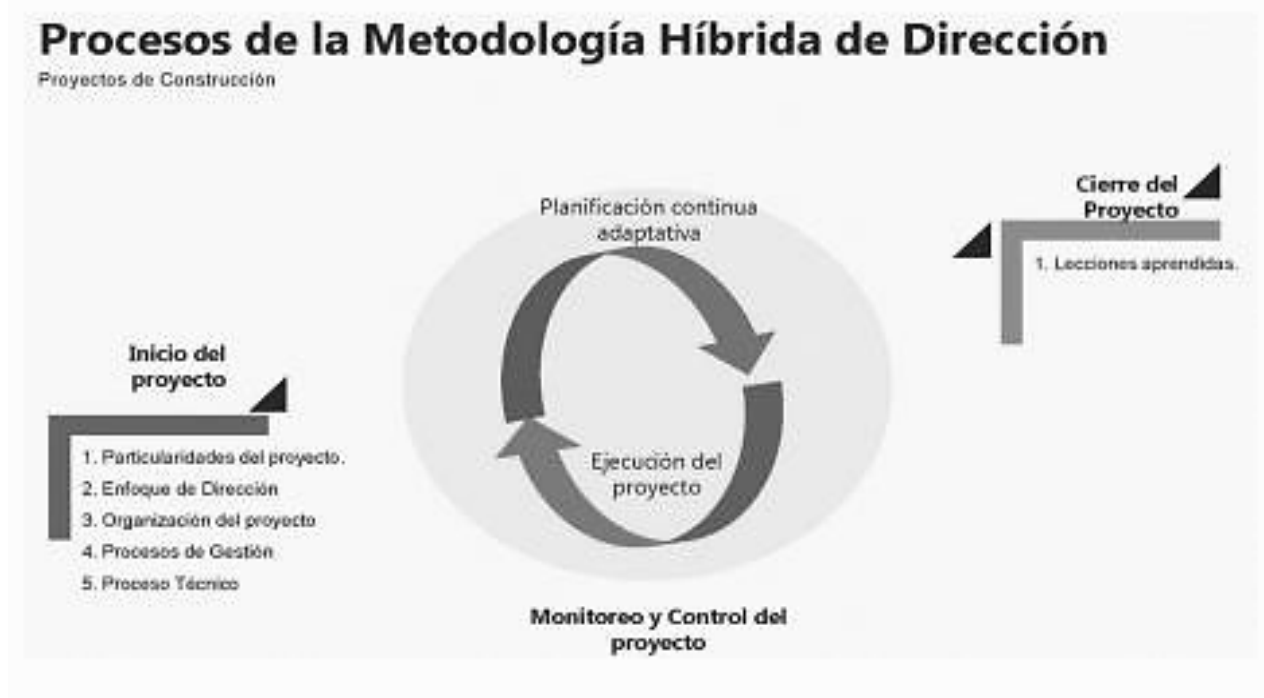 Procesos de la Metodología Híbrida de Dirección
Proyectos de Construcción
Inicio del
proyecto
1. Particularidades del proyecto.
2. Enfoque de Dirección
3. Organización del proyecto
4. Procesos de Gestión
5. Proceso Técnico
Planificación continua
adaptativa
Ejecución del
proyecto
Monitoreo y Control del
proyecto
Cierre del
Proyecto
1. Lecciones aprendidas.